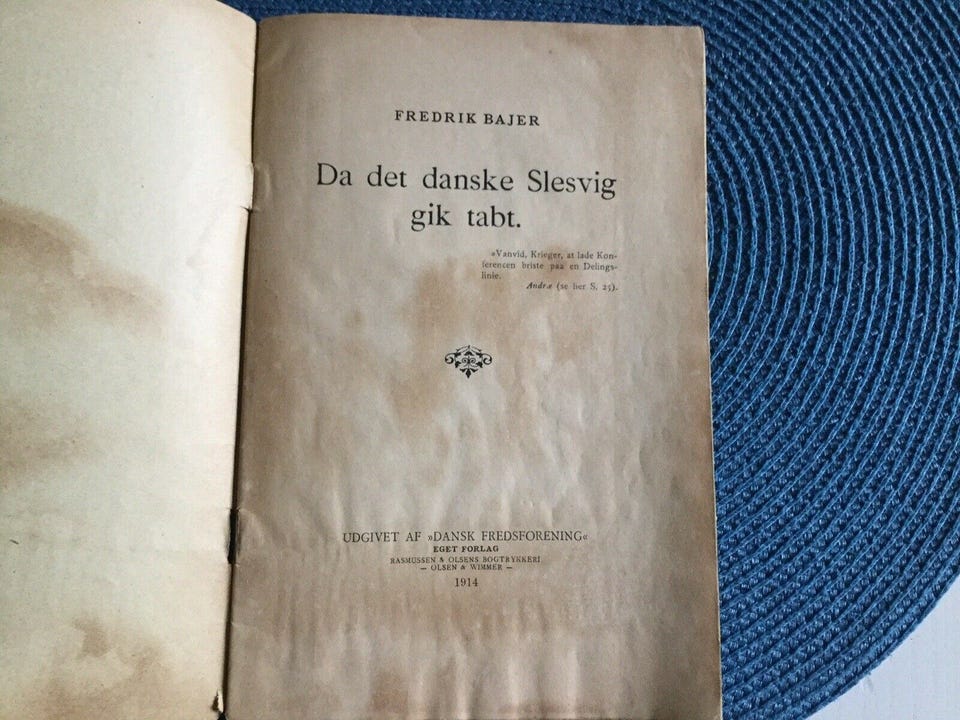 FREDRIK BAJER
Da det danske Slesvig
gik tabt.
»Vanvid, Krieger, at lade Kon-
ferencen briste paa en Delings-
linie.
Andræ (se her S. 25).
UDGIVET AF »DANSK FREDSFORENING«
EGET FORLAG
RASMUSSEN & OLSENS BOGTRYKKERI
— OLSEN & WIMMER —
1914